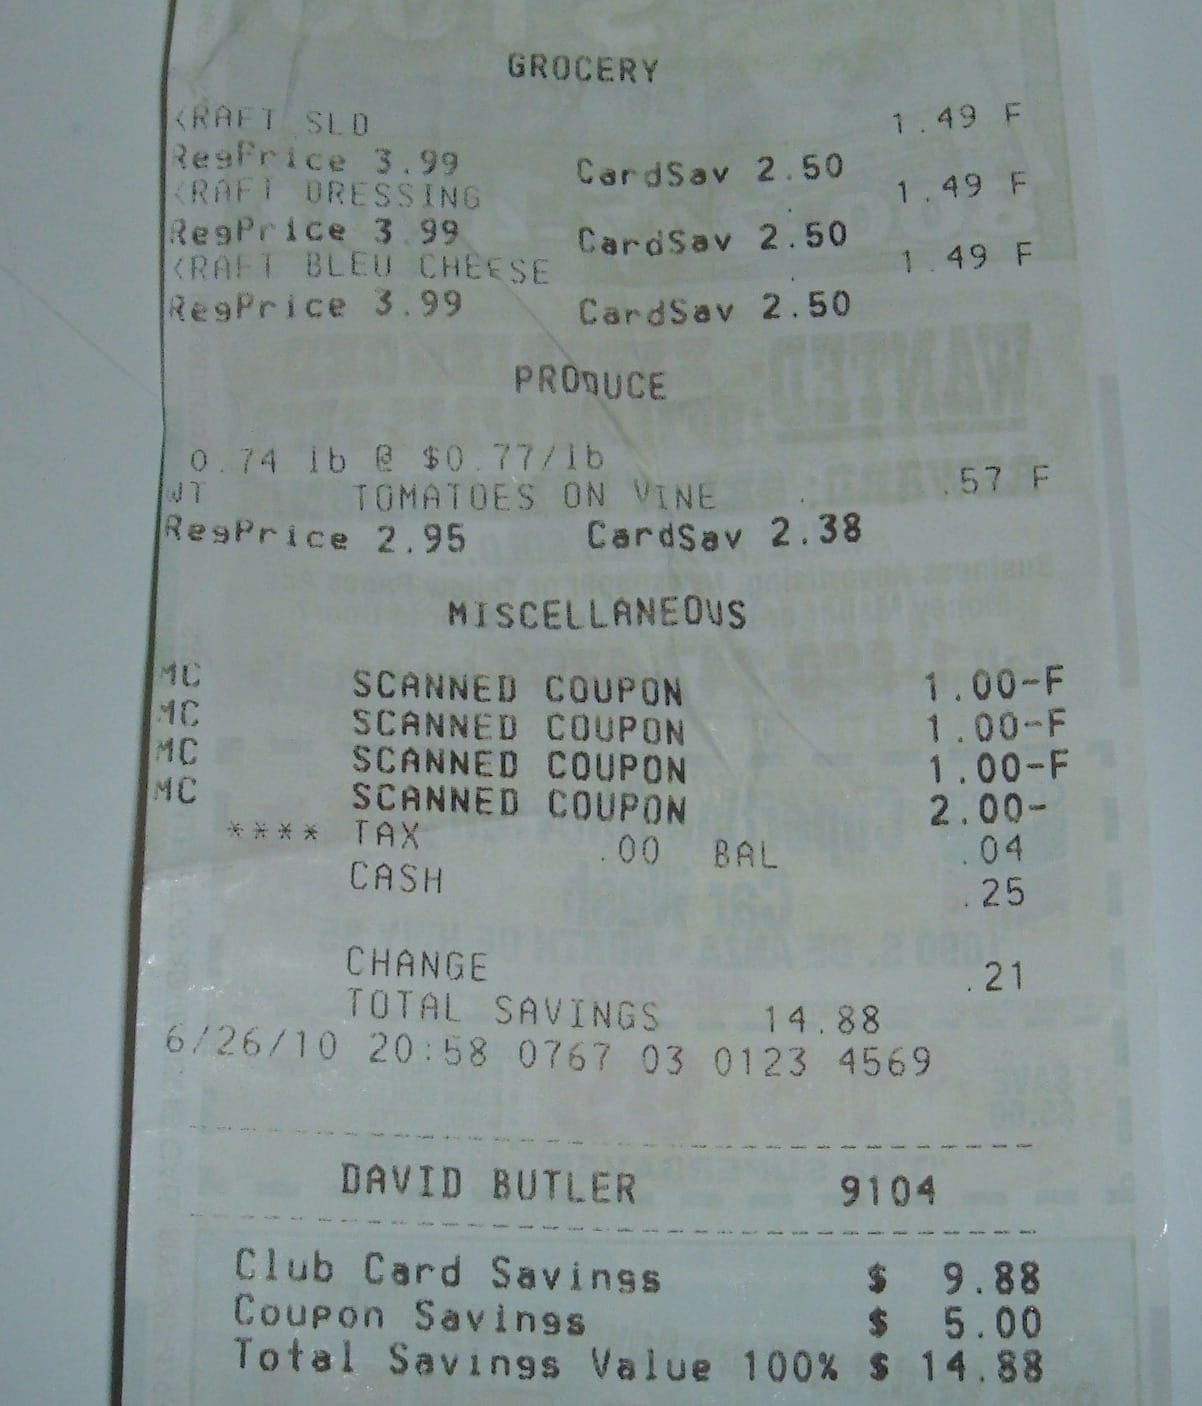 GROCERY
KRAFT SLD 1.49 F
RegPrice 3.99 CardSav 2.50
KRAFT DRESSING 1.49 F
RegPrice 3.99 CardSav 2.50
KRAFT BLEU CHEESE 1.49 F
RegPrice 3.99 CardSav 2.50
PRODUCE
0.74 lb @ $0.77/lb
WT TOMATOES ON VINE .57 F
RegPrice 2.95 CardSav 2.38
MISCELLANEOUS
MC SCANNED COUPON 1.00-F
MC SCANNED COUPON 1.00-F
MC SCANNED COUPON 1.00-F
MC SCANNED COUPON 2.00-
**** TAX .00 BAL .04
CASH .25
CHANGE .21
TOTAL SAVINGS 14.88
6/26/10 20:58 0767 03 0123 4569
DAVID BUTLER 9104
Club Card Savings $ 9.88
Coupon Savings $ 5.00
Total Savings Value 100% $ 14.88